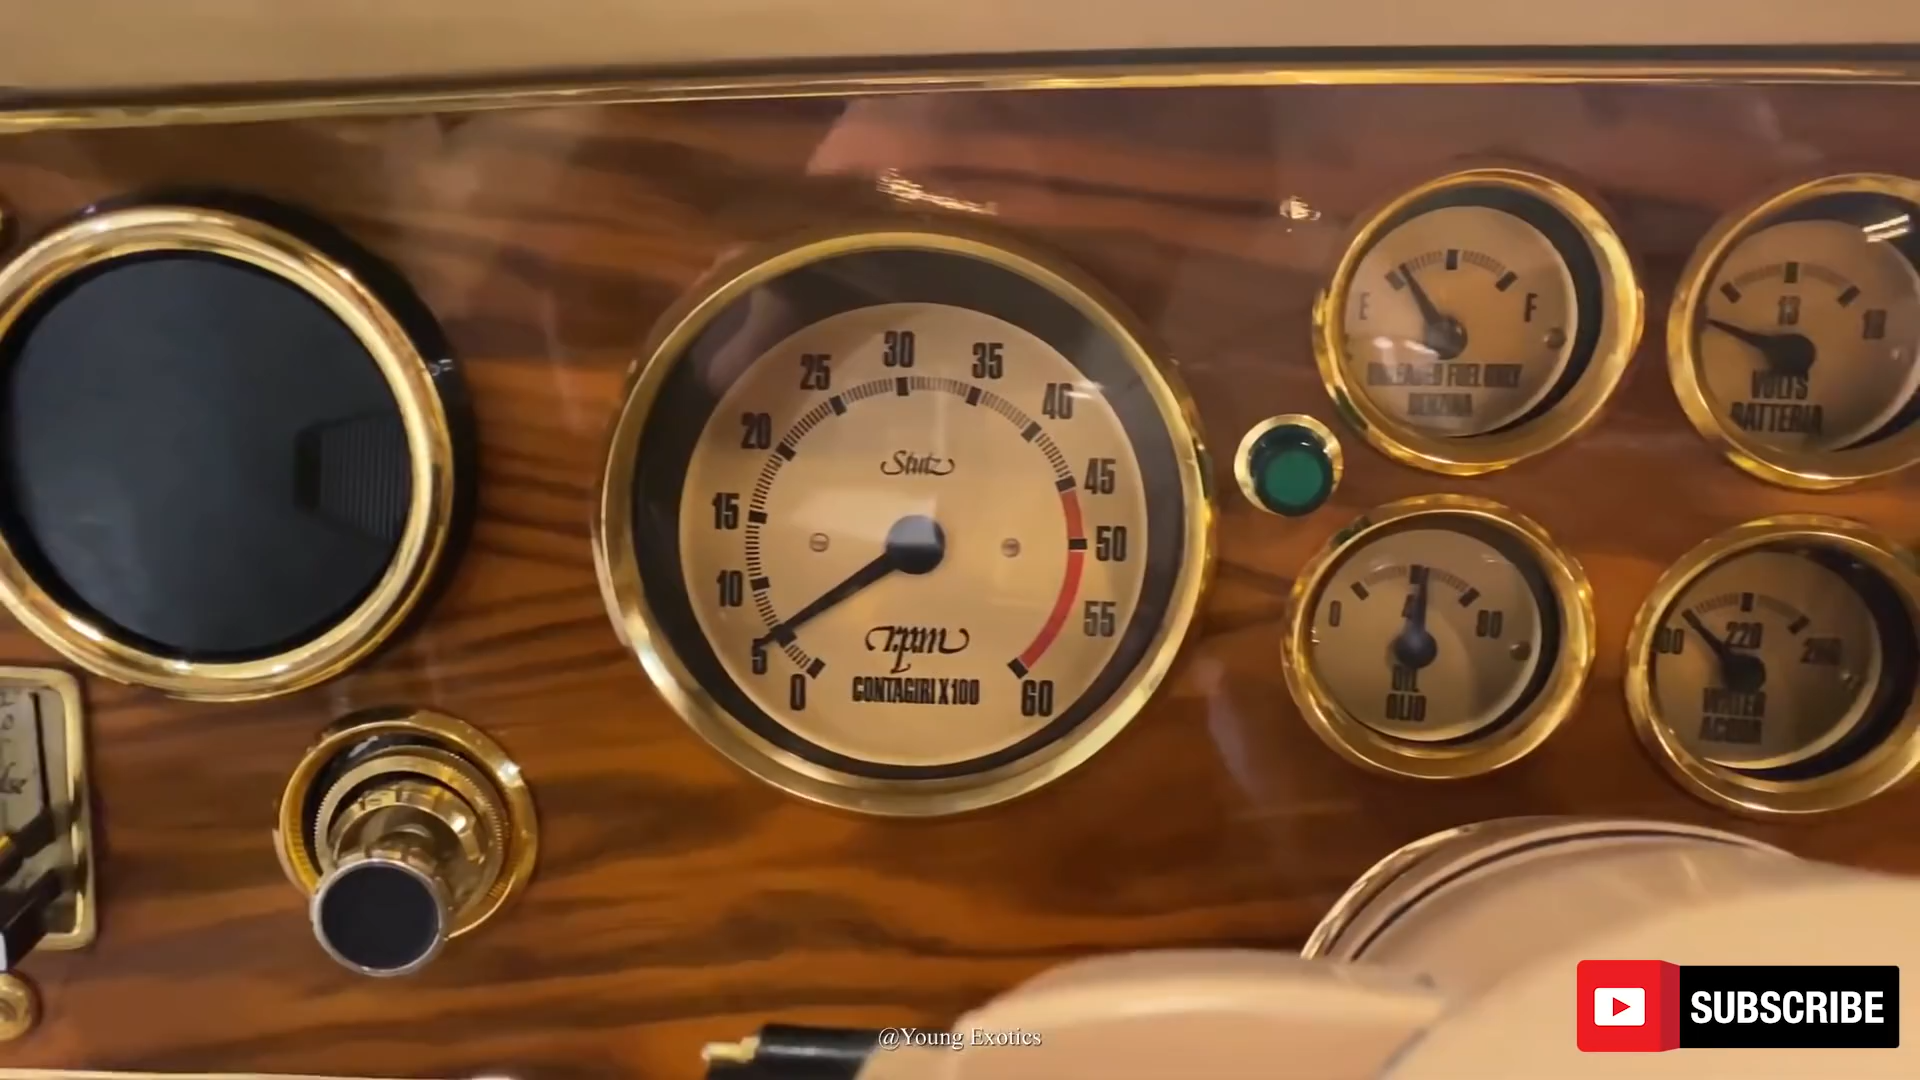 30
25
35
20
40
Stutz
15
45
10
50
5
55
rpm
0
CONTAGIRI X 100
60
E
F
UNLEADED FUEL ONLY
BENZINA
13
18
VOLTS
BATTERIA
0
80
OIL
OLIO
220
WATER
ACQUA
@Young Exotics
SUBSCRIBE